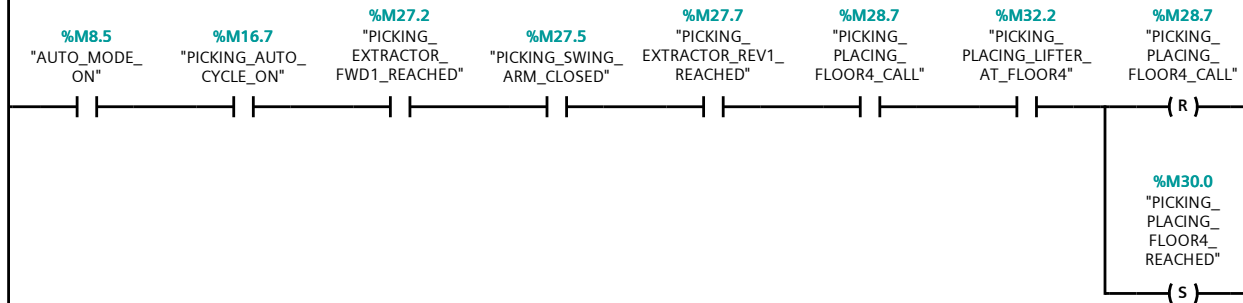 %M8.5
"AUTO_MODE_
ON"
%M16.7
"PICKING_AUTO_
CYCLE_ON"
%M27.2
"PICKING_
EXTRACTOR_
FWD1_REACHED"
%M27.5
"PICKING_SWING_
ARM_CLOSED"
%M27.7
"PICKING_
EXTRACTOR_REV1_
REACHED"
%M28.7
"PICKING_
PLACING_
FLOOR4_CALL"
%M32.2
"PICKING_
PLACING_LIFTER_
AT_FLOOR4"
%M28.7
"PICKING_
PLACING_
FLOOR4_CALL"
R
%M30.0
"PICKING_
PLACING_
FLOOR4_
REACHED"
S